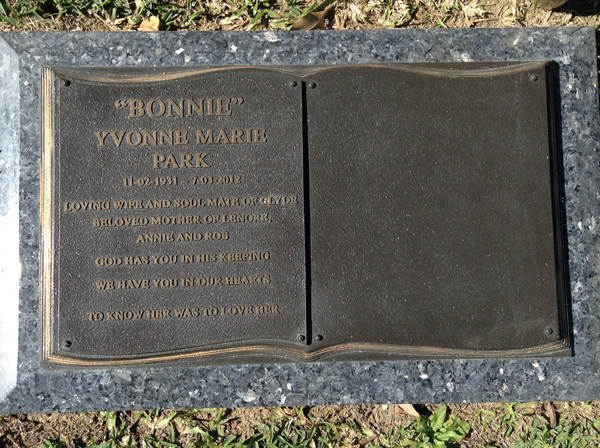 "BONNIE"
YVONNE MARIE
PARK
11-02-1931 - 7-03-2012
LOVING WIFE AND SOUL MATE OF CLYDE
BELOVED MOTHER OF LENORE,
ANNIE AND ROB
GOD HAS YOU IN HIS KEEPING
WE HAVE YOU IN OUR HEARTS
TO KNOW HER WAS TO LOVE HER